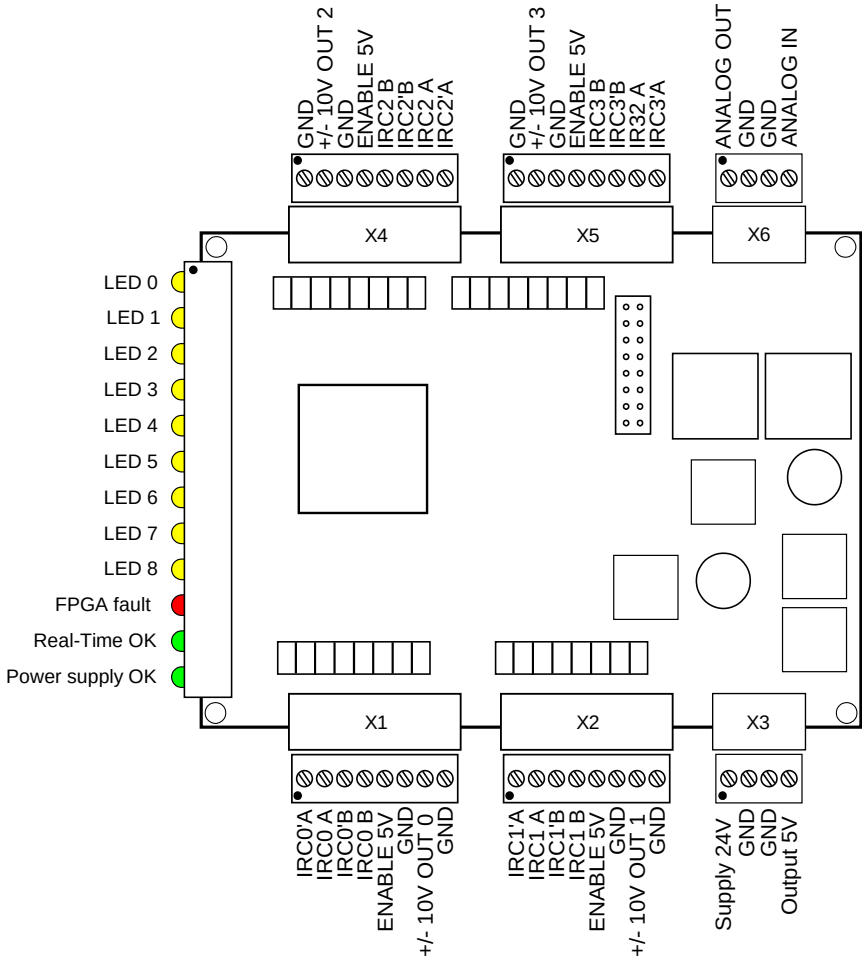 GND
+/- 10V OUT 2
GND
ENABLE 5V
IRC2 B
IRC2'B
IRC2 A
IRC2'A
GND
+/- 10V OUT 3
GND
ENABLE 5V
IRC3 B
IRC3'B
IR32 A
IRC3'A
ANALOG OUT
GND
GND
ANALOG IN
X4
X5
X6
LED 0
LED 1
LED 2
LED 3
LED 4
LED 5
LED 6
LED 7
LED 8
FPGA fault
Real-Time OK
Power supply OK
X1
X2
X3
IRC0'A
IRC0 A
IRC0'B
IRC0 B
ENABLE 5V
GND
+/- 10V OUT 0
GND
IRC1'A
IRC1 A
IRC1'B
IRC1 B
ENABLE 5V
GND
+/- 10V OUT 1
GND
Supply 24V
GND
GND
Output 5V